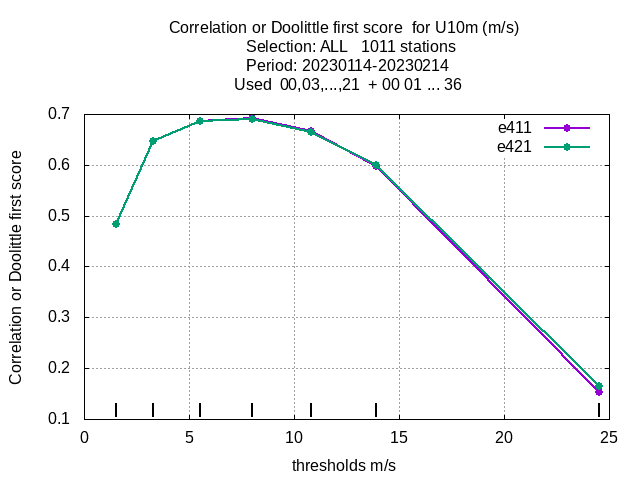 Correlation or Doolittle first score  for U10m (m/s)
Selection: ALL   1011 stations
Period: 20230114-20230214
Used  00,03,...,21  + 00 01 ... 36
e411
e421
Correlation or Doolittle first score
0.7
0.6
0.5
0.4
0.3
0.2
0.1
0 5 10 15 20 25
thresholds m/s